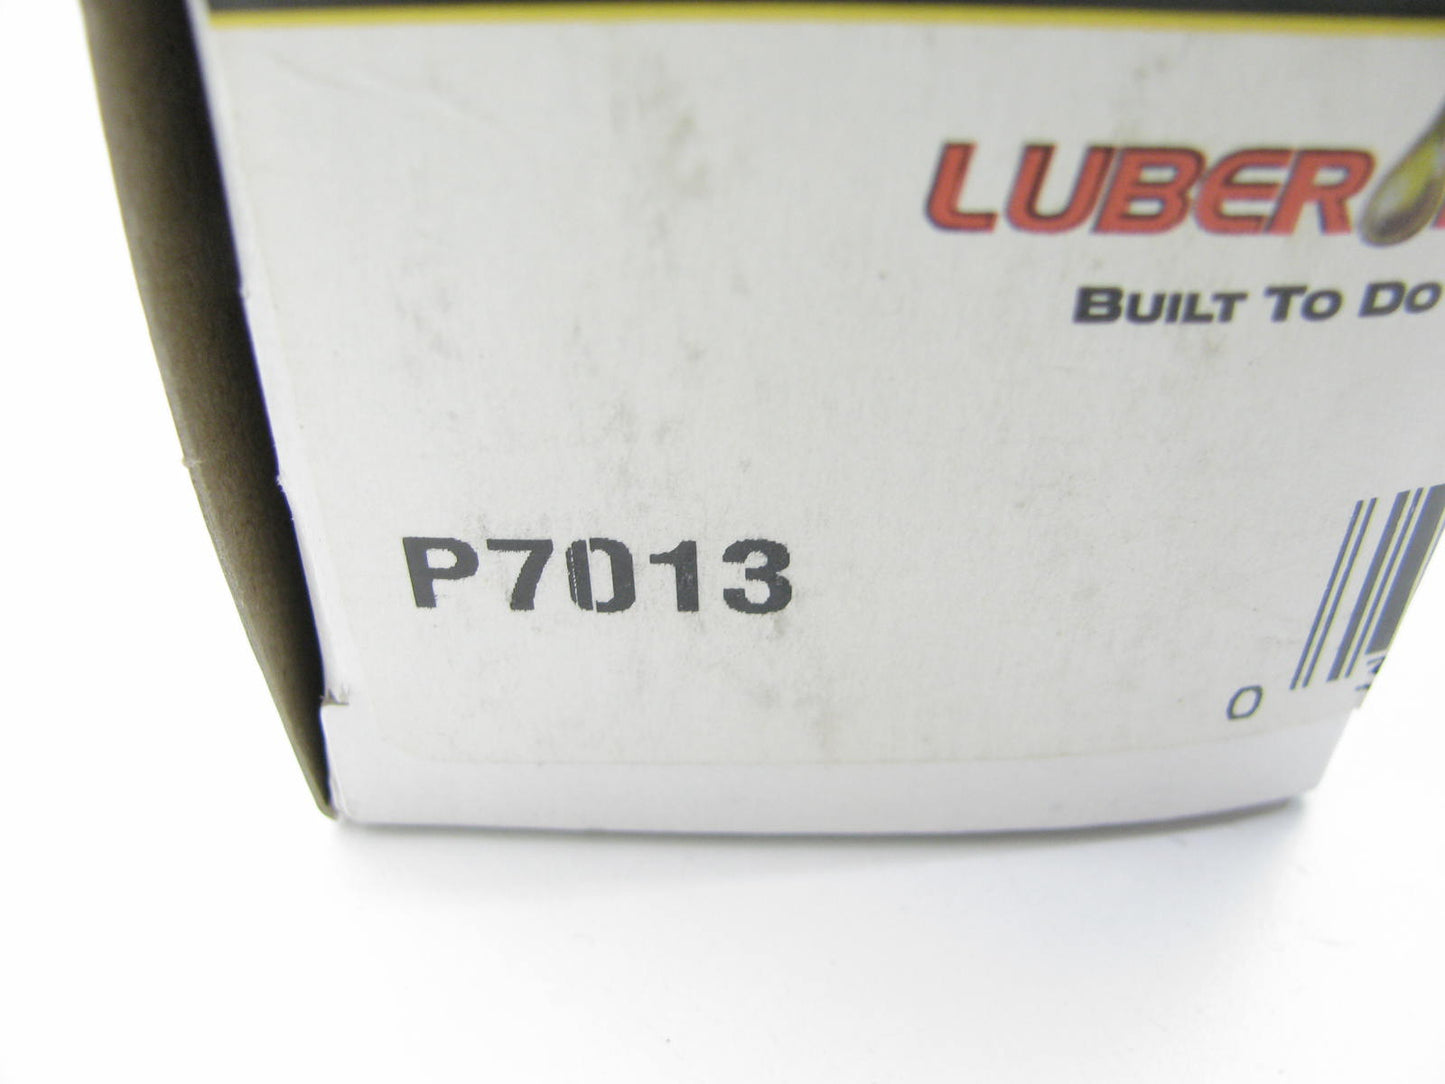 LUBER
BUILT TO DO
P7013
0